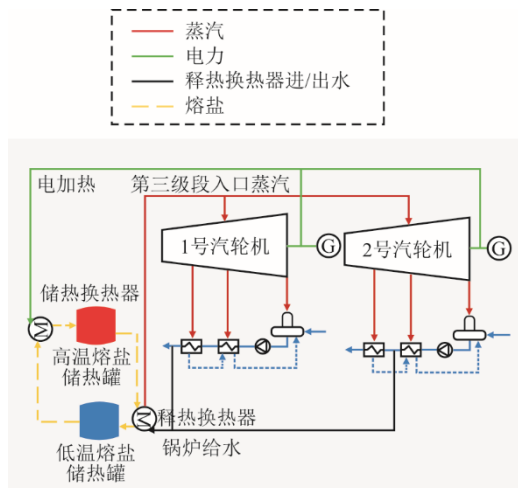 蒸汽
电力
释热换热器进/出水
熔盐
电加热
第三级段入口蒸汽
1号汽轮机
G
2号汽轮机
G
储热换热器
M
高温熔盐
储热罐
M
释热换热器
低温熔盐
储热罐
锅炉给水